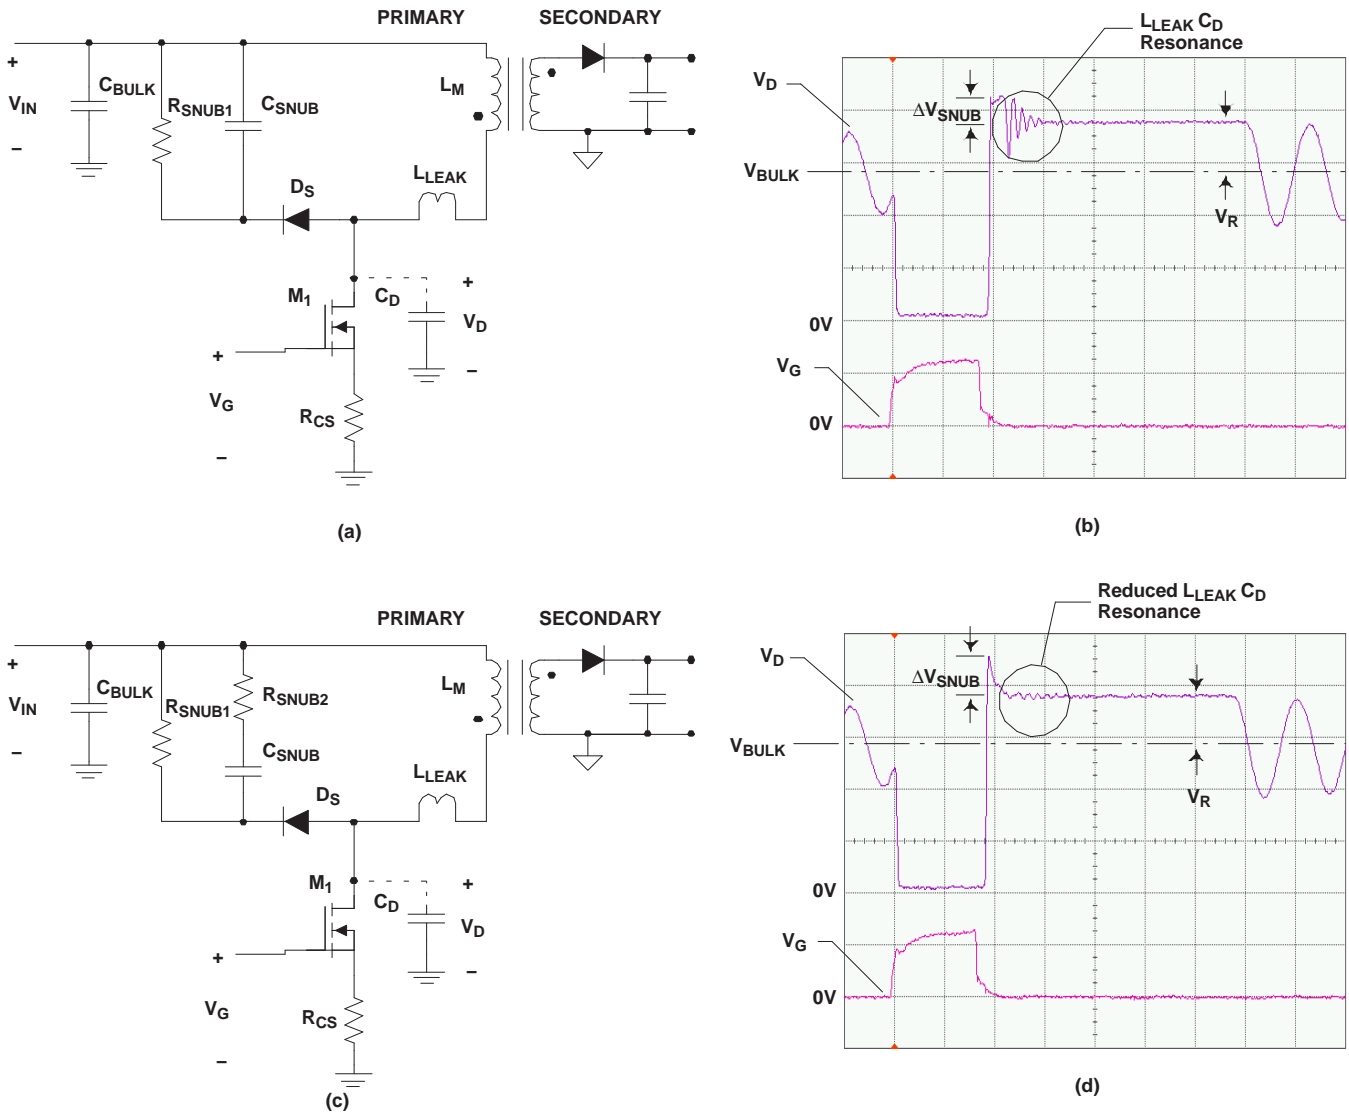 PRIMARY SECONDARY
+
VIN
−
CBULK
RSNUB1
CSNUB
LM
LLEAK
DS
M1
CD
+
VD
−
+
VG
−
RCS
(a)
LLEAK CD
Resonance
VD
ΔVSNUB
VBULK
VR
0V
VG
0V
(b)
PRIMARY SECONDARY
+
VIN
−
CBULK
RSNUB1
RSNUB2
CSNUB
LM
LLEAK
DS
M1
CD
+
VD
−
+
VG
−
RCS
(c)
Reduced LLEAK CD
Resonance
VD
ΔVSNUB
VBULK
VR
0V
VG
0V
(d)